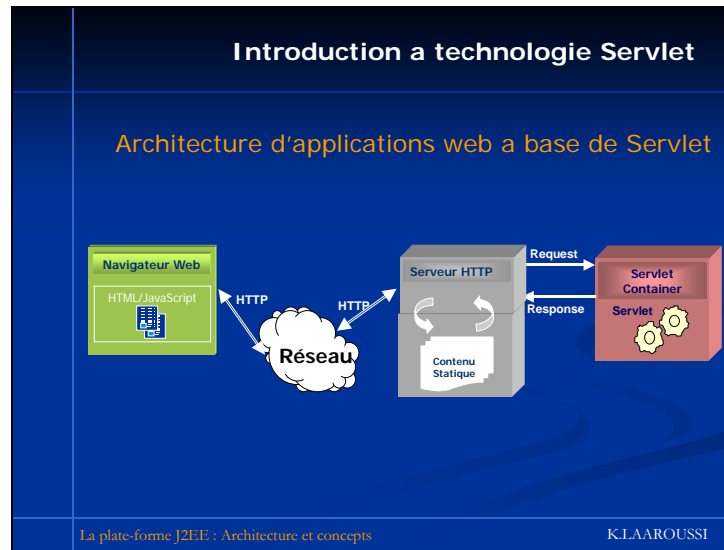 Introduction a technologie Servlet
Architecture d'applications web a base de Servlet
Navigateur Web
HTML/JavaScript
HTTP
Réseau
HTTP
Serveur HTTP
Contenu
Statique
Request
Response
Servlet
Container
Servlet
La plate-forme J2EE : Architecture et concepts
K.LAAROUSSI